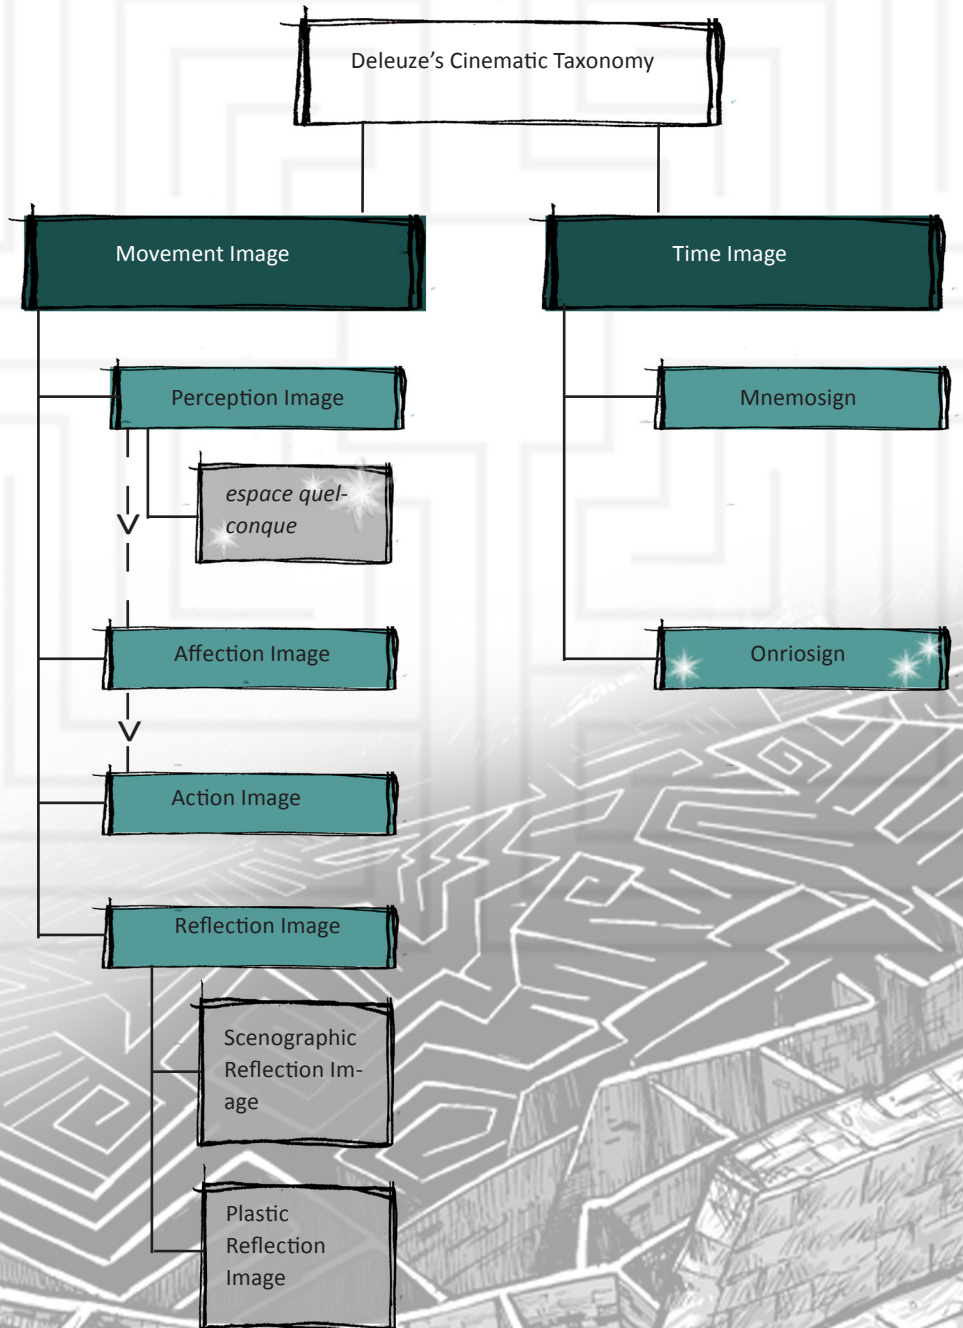 Deleuze’s Cinematic Taxonomy
Movement Image
Time Image
Perception Image
Mnemosign
espace quel-
conque
Affection Image
Onriosign
Action Image
Reflection Image
Scenographic
Reflection Im-
age
Plastic
Reflection
Image